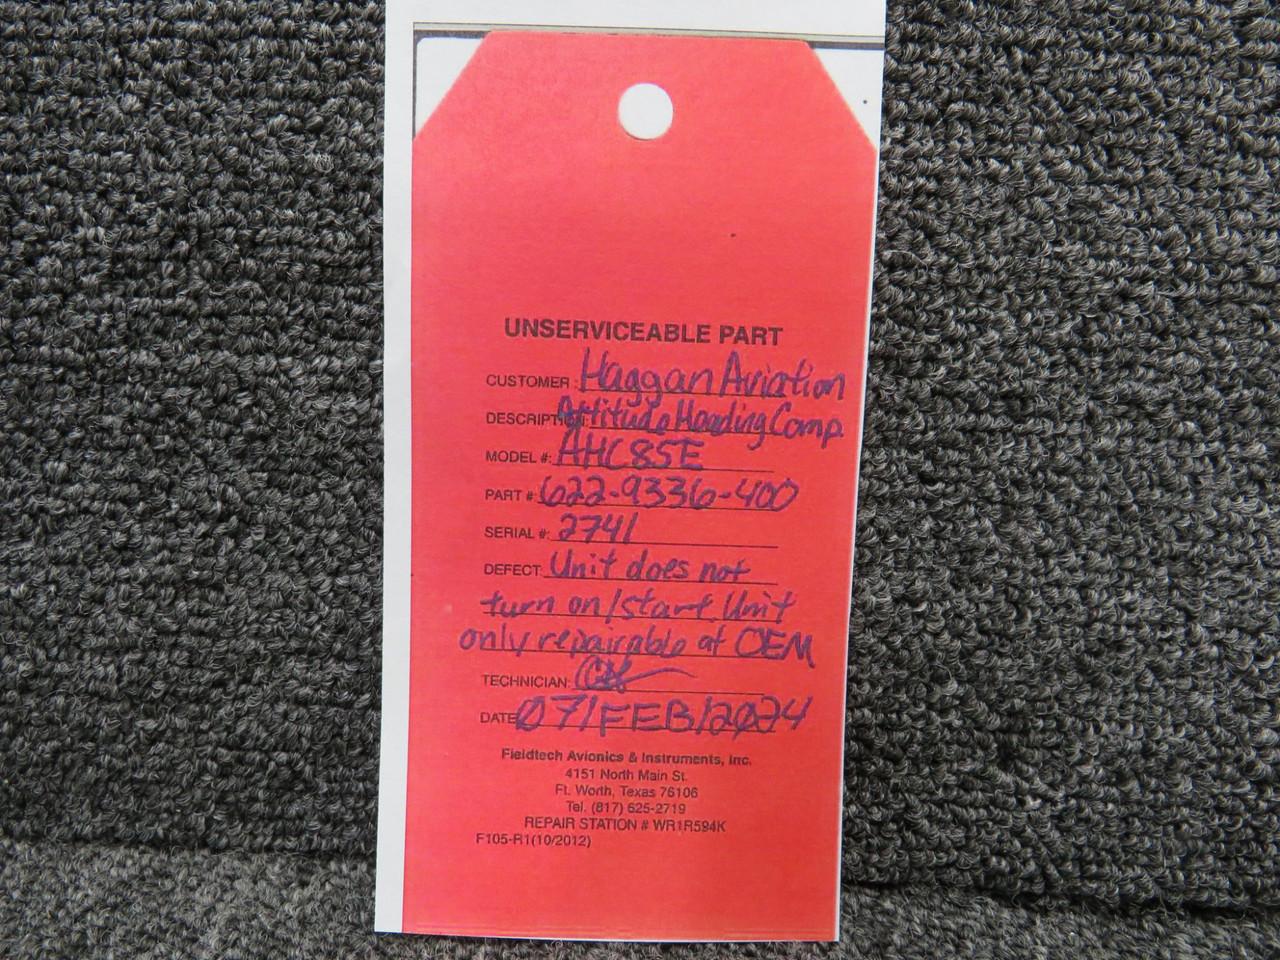 UNSERVICEABLE PART
CUSTOMER: Haggan Aviation
DESCRIPTION: Attitude Heading Comp.
MODEL #: AHC85E
PART # 622-9336-400
SERIAL #: 2741
DEFECT: Unit does not
turn on/start. Unit
only repairable at OEM
TECHNICIAN:
DATE 07/FEB/2024
Fieldtech Avionics & Instruments, Inc.
4151 North Main St.
Ft. Worth, Texas 76106
Tel. (817) 625-2719
REPAIR STATION # WR1R594K
F105-R1(10/2012)